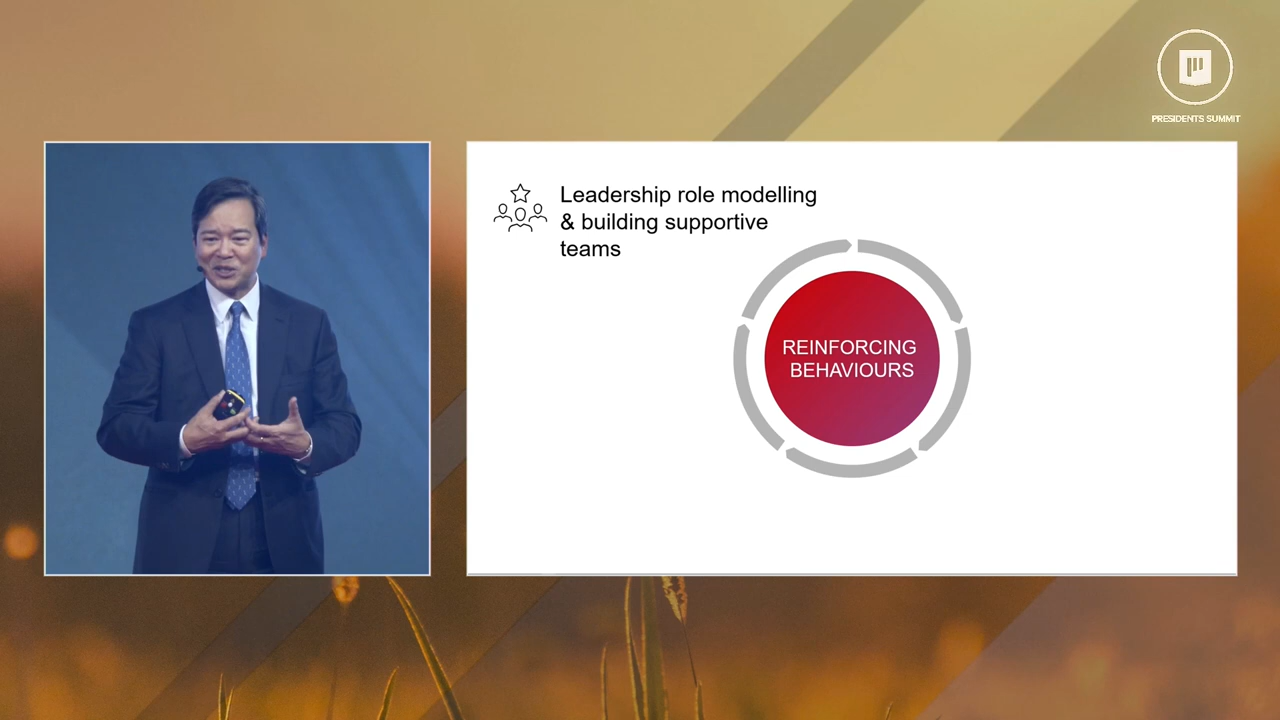 PRESIDENTS SUMMIT
Leadership role modelling
& building supportive
teams
REINFORCING
BEHAVIOURS